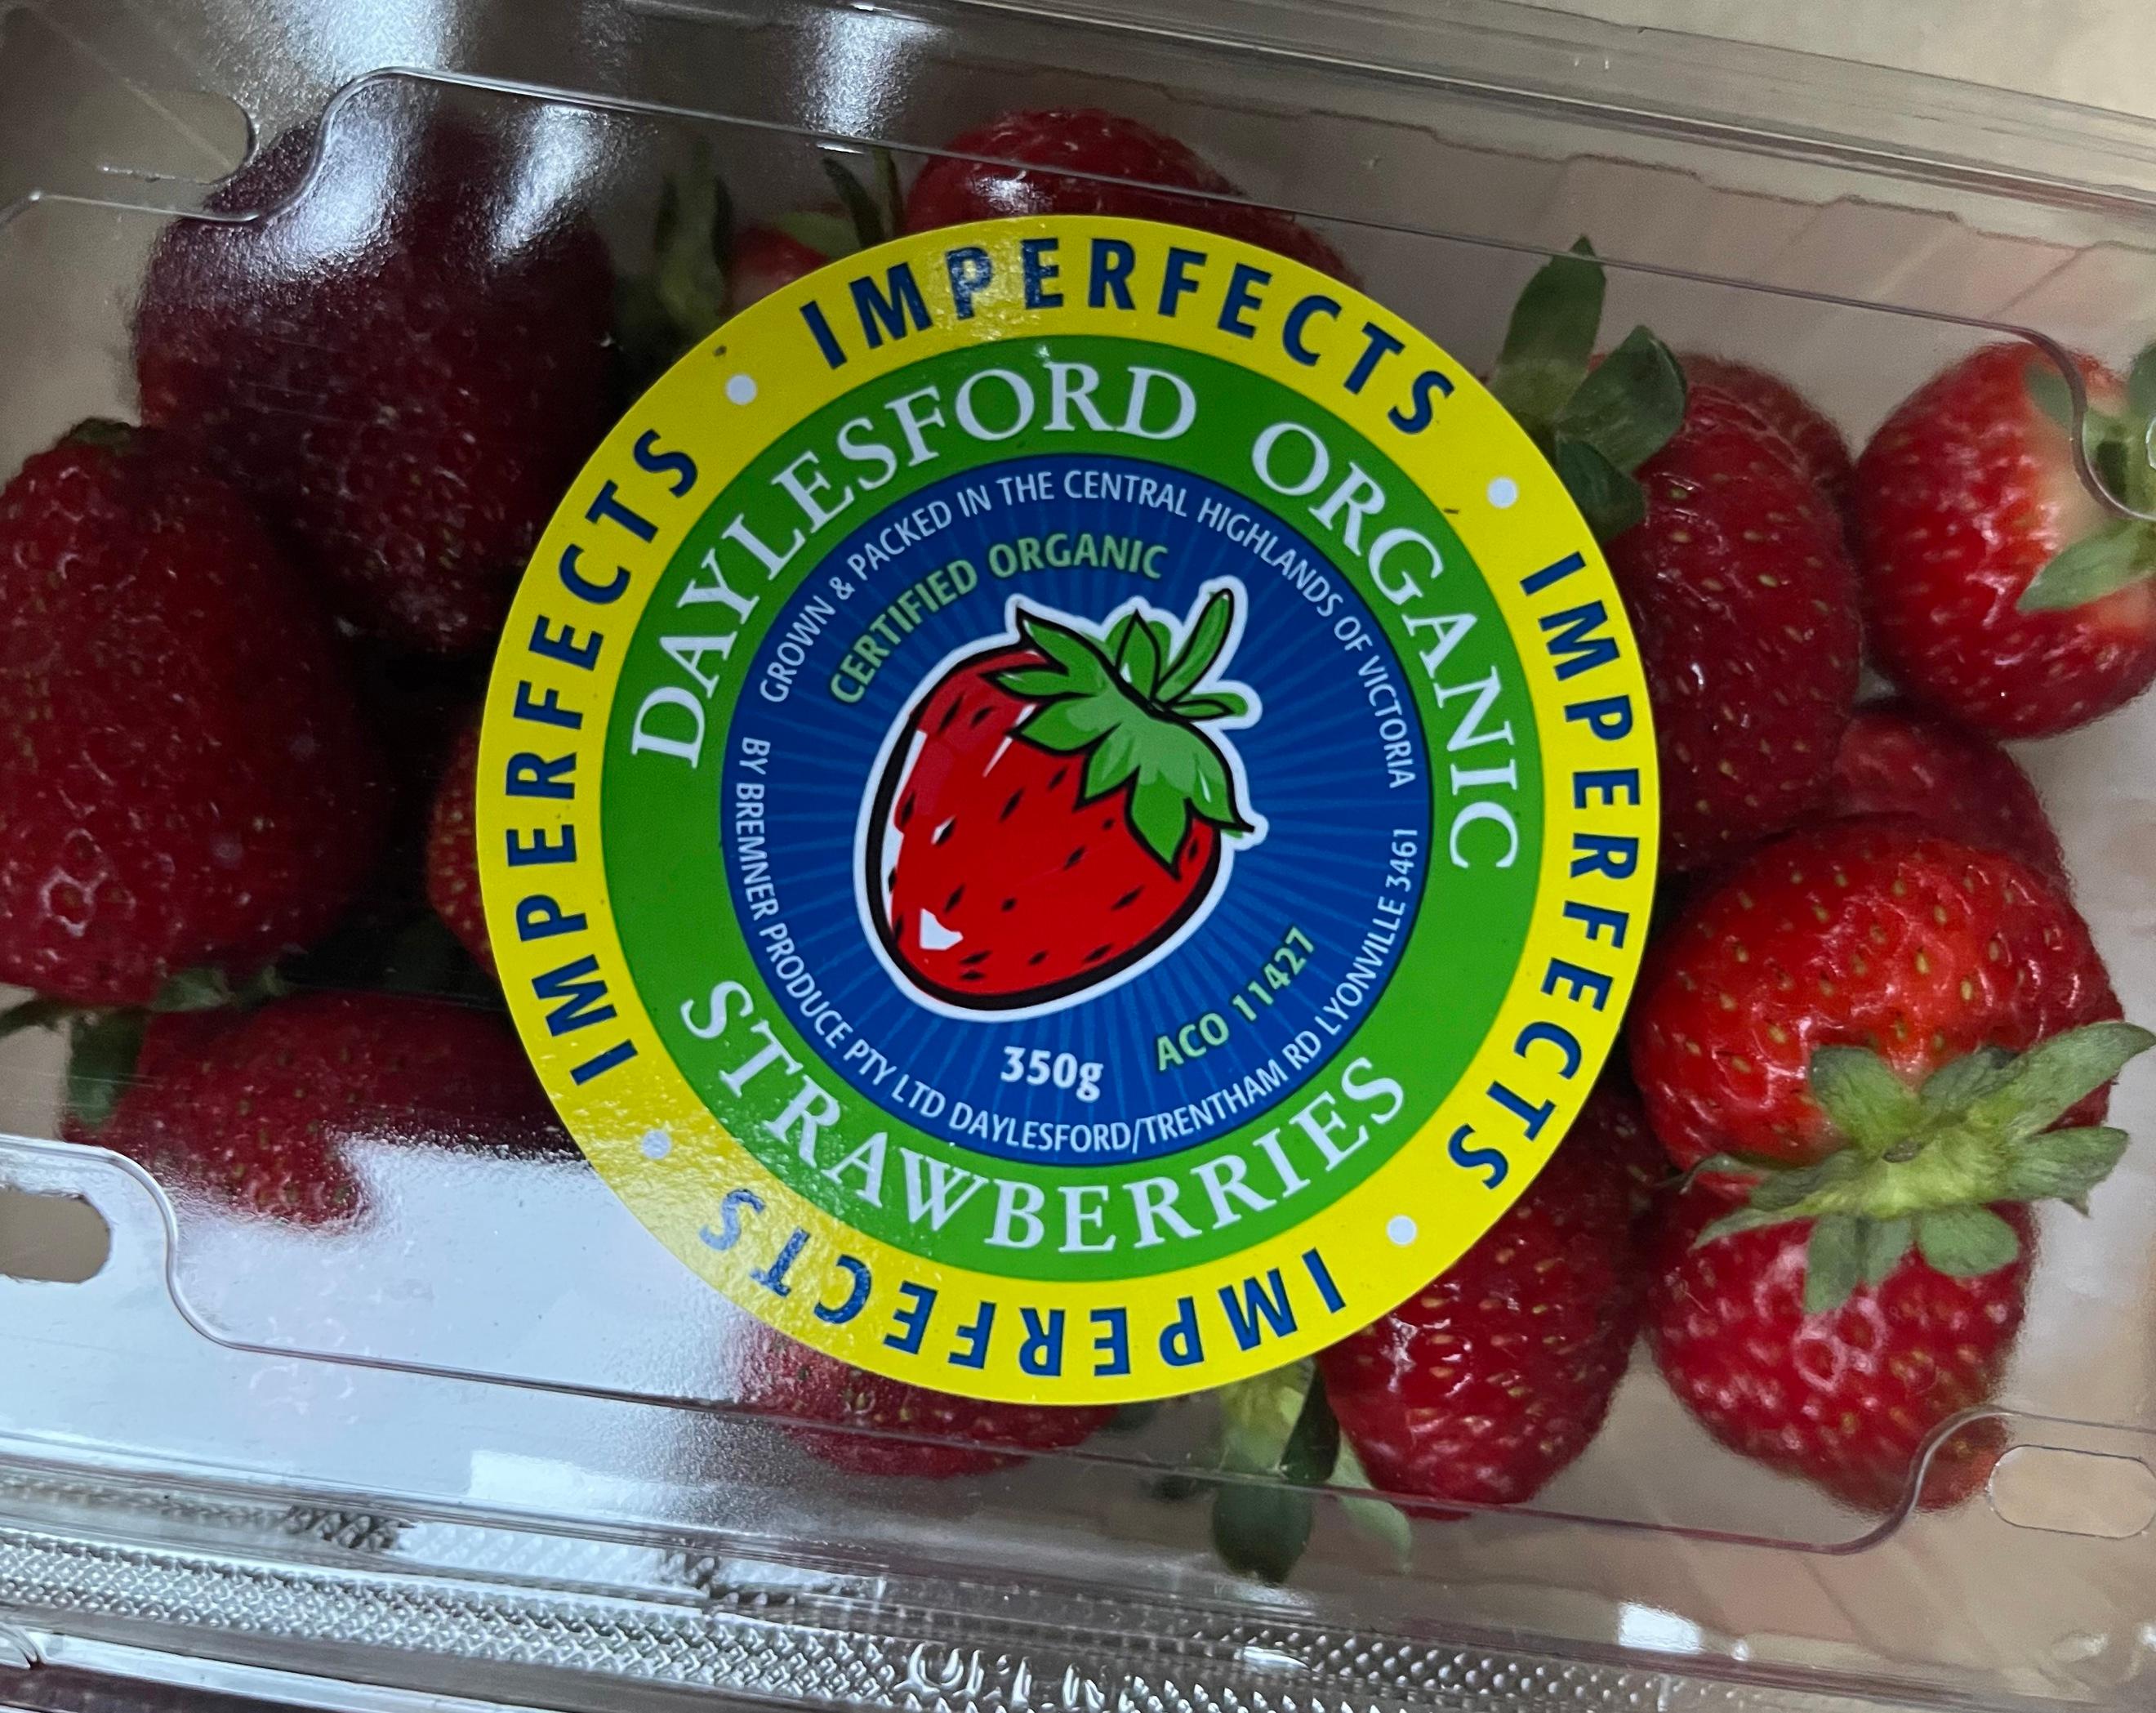 IMPERFECTS • IMPERFECTS • IMPERFECTS • IMPERFECTS •
DAYLESFORD ORGANIC
STRAWBERRIES
GROWN & PACKED IN THE CENTRAL HIGHLANDS OF VICTORIA
BY BREMNER PRODUCE PTY LTD DAYLESFORD/TRENTHAM RD LYONVILLE 3461
CERTIFIED ORGANIC
ACO 11427
350g